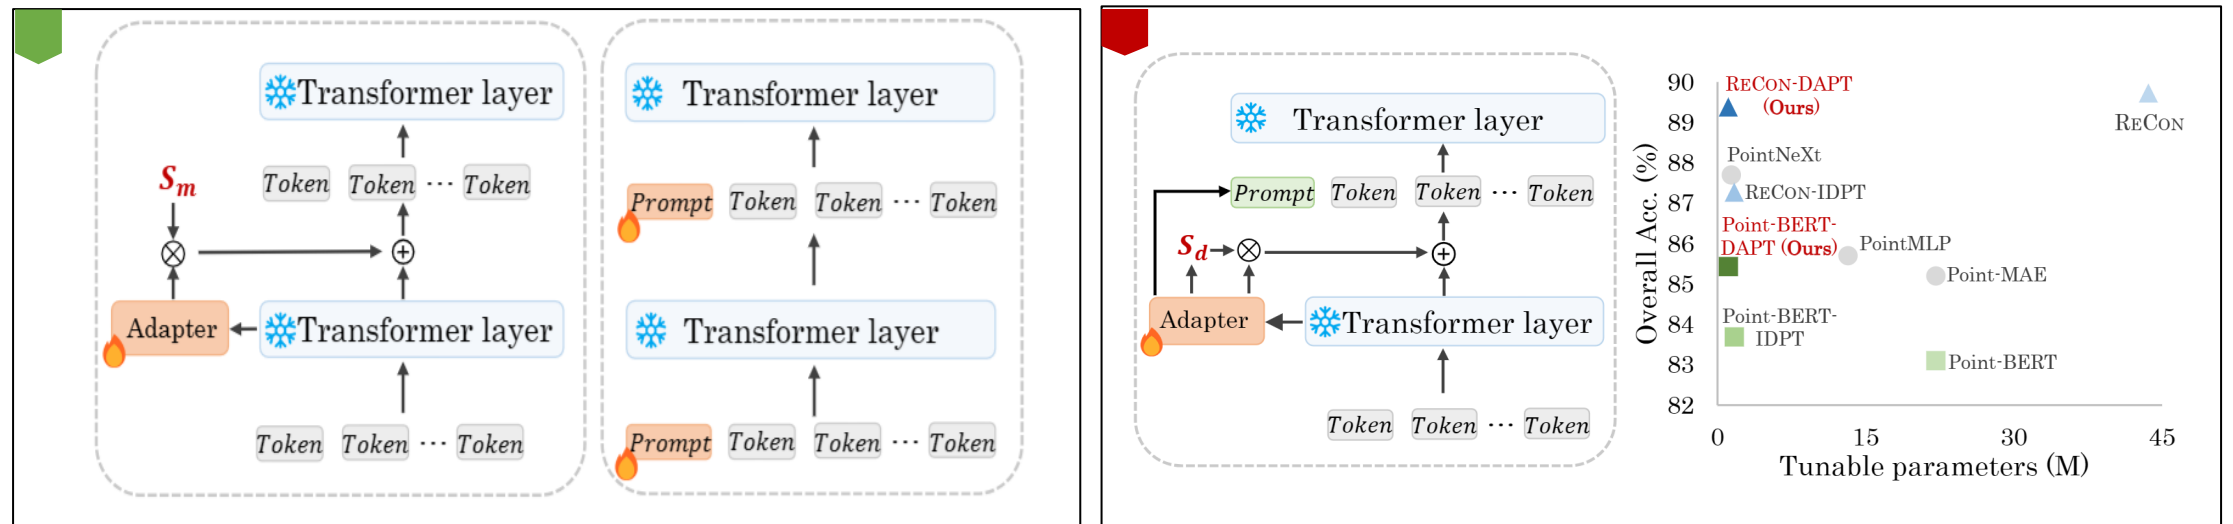 Transformer layer
Token Token ··· Token
S_m
⊗ ⊕
Adapter
Transformer layer
Token Token ··· Token
Transformer layer
Prompt Token Token ··· Token
Transformer layer
Prompt Token Token ··· Token
Transformer layer
Prompt Token Token ··· Token
S_d ⊗ ⊕
Adapter
Transformer layer
Token Token ··· Token
Overall Acc. (%)
90
89
88
87
86
85
84
83
82
RECON-DAPT
(Ours)
RECON
PointNeXt
RECON-IDPT
Point-BERT-
DAPT (Ours)
PointMLP
Point-MAE
Point-BERT-
IDPT
Point-BERT
0 15 30 45
Tunable parameters (M)